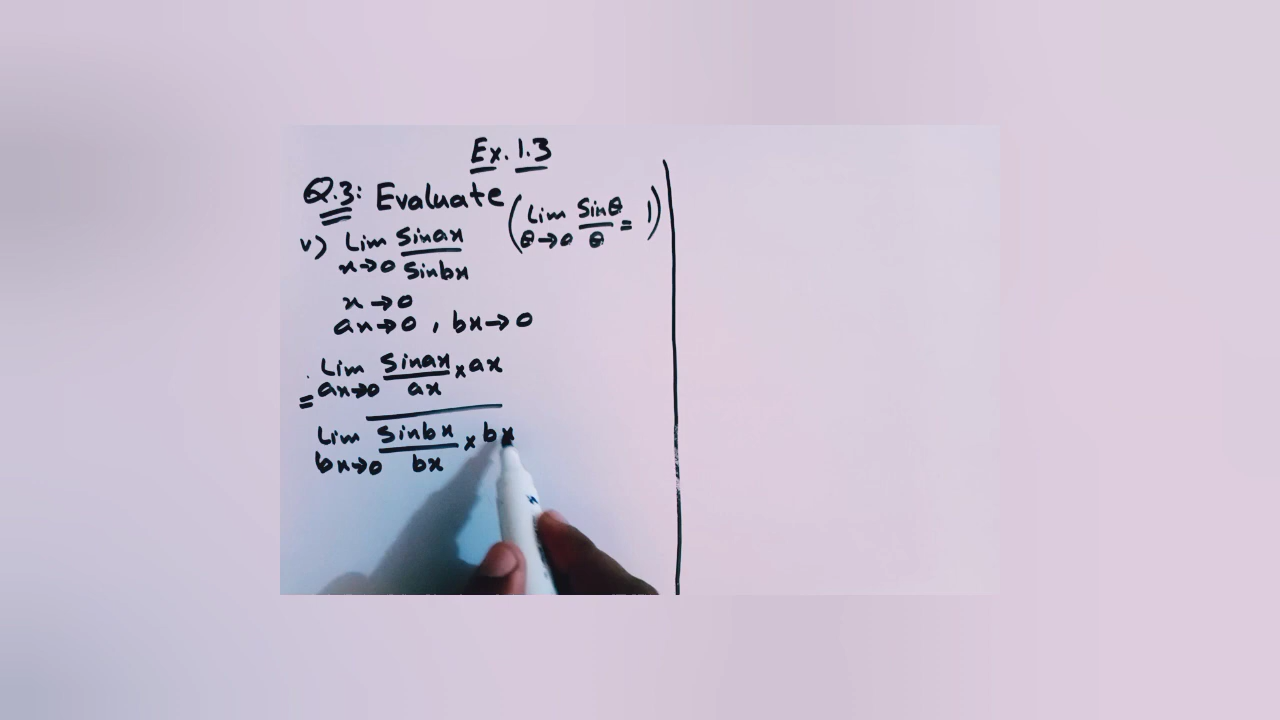 Ex. 1.3
Q.3: Evaluate
(Lim Sinθ/θ = 1)
θ→0
v) Lim Sinax/Sinbx
x→0
x→0
ax→0 , bx→0
= Lim Sinax/ax × ax
ax→0
Lim Sinbx/bx × bx
bx→0